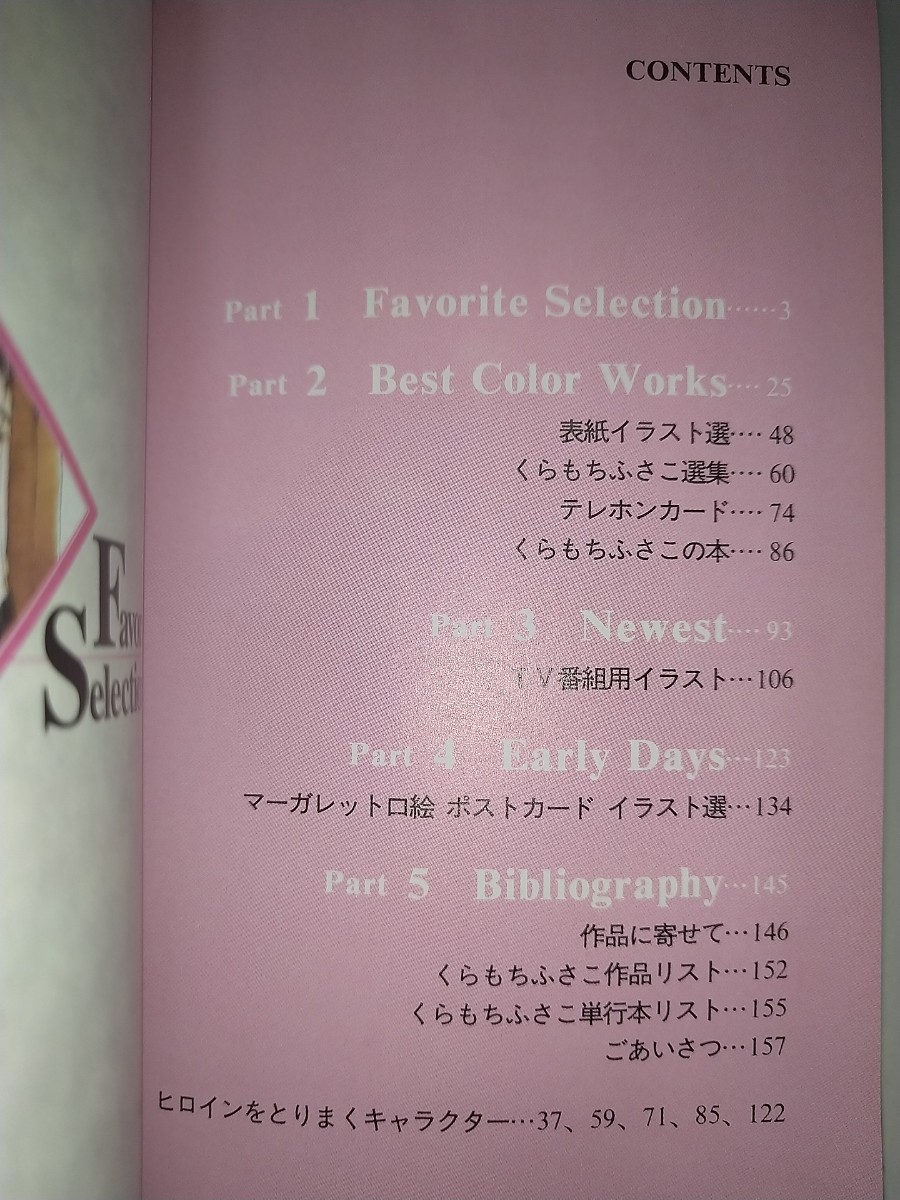 CONTENTS
Part 1 Favorite Selection……3
Part 2 Best Color Works‥‥25
表紙イラスト選‥‥48
くらもちふさこ選集‥‥60
テレホンカード‥‥74
くらもちふさこの本‥‥86
Part 3 Newest‥‥93
TV番組用イラスト…106
Part 4 Early Days…123
マーガレット口絵 ポストカード イラスト選…134
Part 5 Bibliography…145
作品に寄せて…146
くらもちふさこ作品リスト…152
くらもちふさこ単行本リスト…155
ごあいさつ…157
ヒロインをとりまくキャラクター…37、59、71、85、122
Favor
Selectio